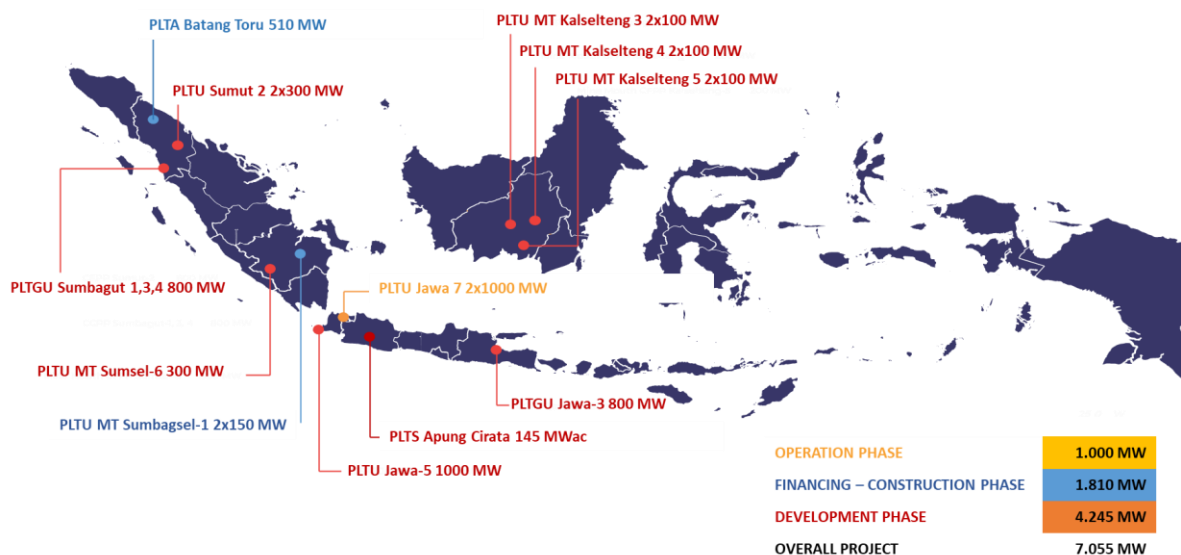 PLTA Batang Toru 510 MW
PLTU MT Kalselteng 3 2x100 MW
PLTU MT Kalselteng 4 2x100 MW
PLTU MT Kalselteng 5 2x100 MW
PLTU Sumut 2 2x300 MW
PLTGU Sumbagut 1,3,4 800 MW
PLTU Jawa 7 2x1000 MW
PLTU MT Sumsel-6 300 MW
PLTGU Jawa-3 800 MW
PLTU MT Sumbagsel-1 2x150 MW
PLTS Apung Cirata 145 MWac
PLTU Jawa-5 1000 MW
OPERATION PHASE 1.000 MW
FINANCING – CONSTRUCTION PHASE 1.810 MW
DEVELOPMENT PHASE 4.245 MW
OVERALL PROJECT 7.055 MW